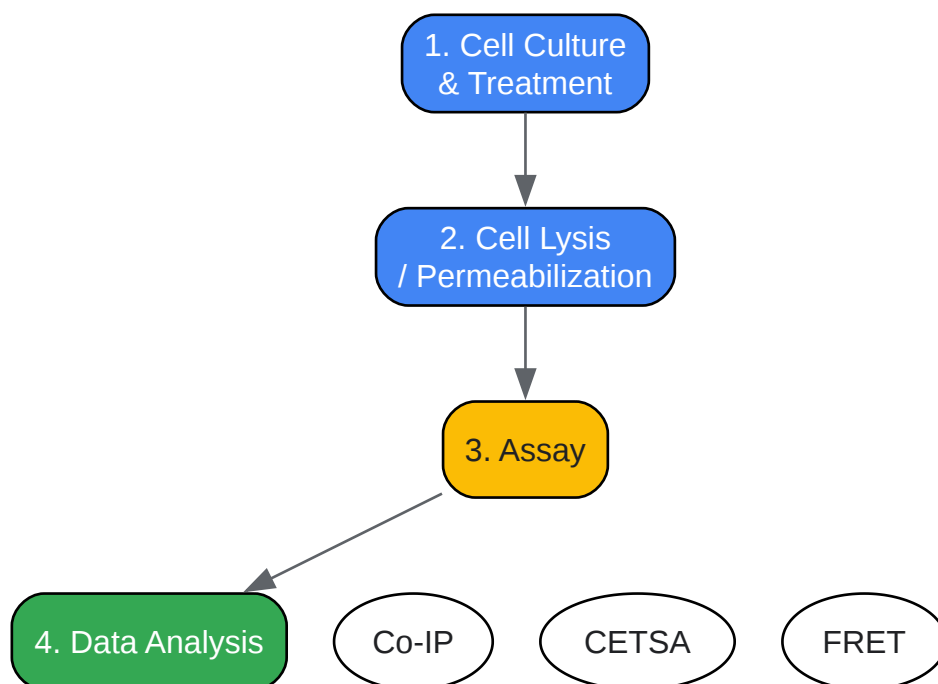 1. Cell Culture
& Treatment
2. Cell Lysis
/ Permeabilization
3. Assay
4. Data Analysis
Co-IP
CETSA
FRET